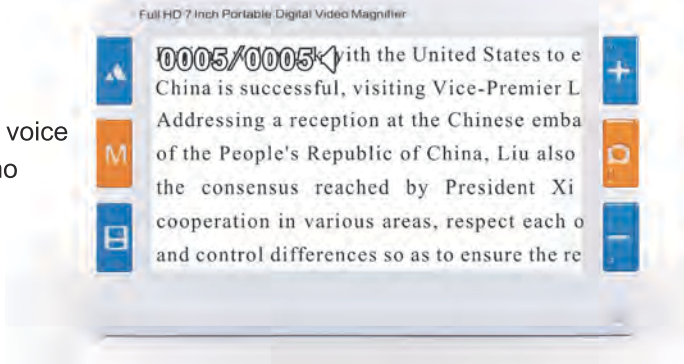 Full HD 7 Inch Portable Digital Video Magnifier
0005/0005 with the United States to e
China is successful, visiting Vice-Premier L
voice
Addressing a reception at the Chinese emba
M of the People's Republic of China, Liu also
the consensus reached by President Xi
cooperation in various areas, respect each o
and control differences so as to ensure the re